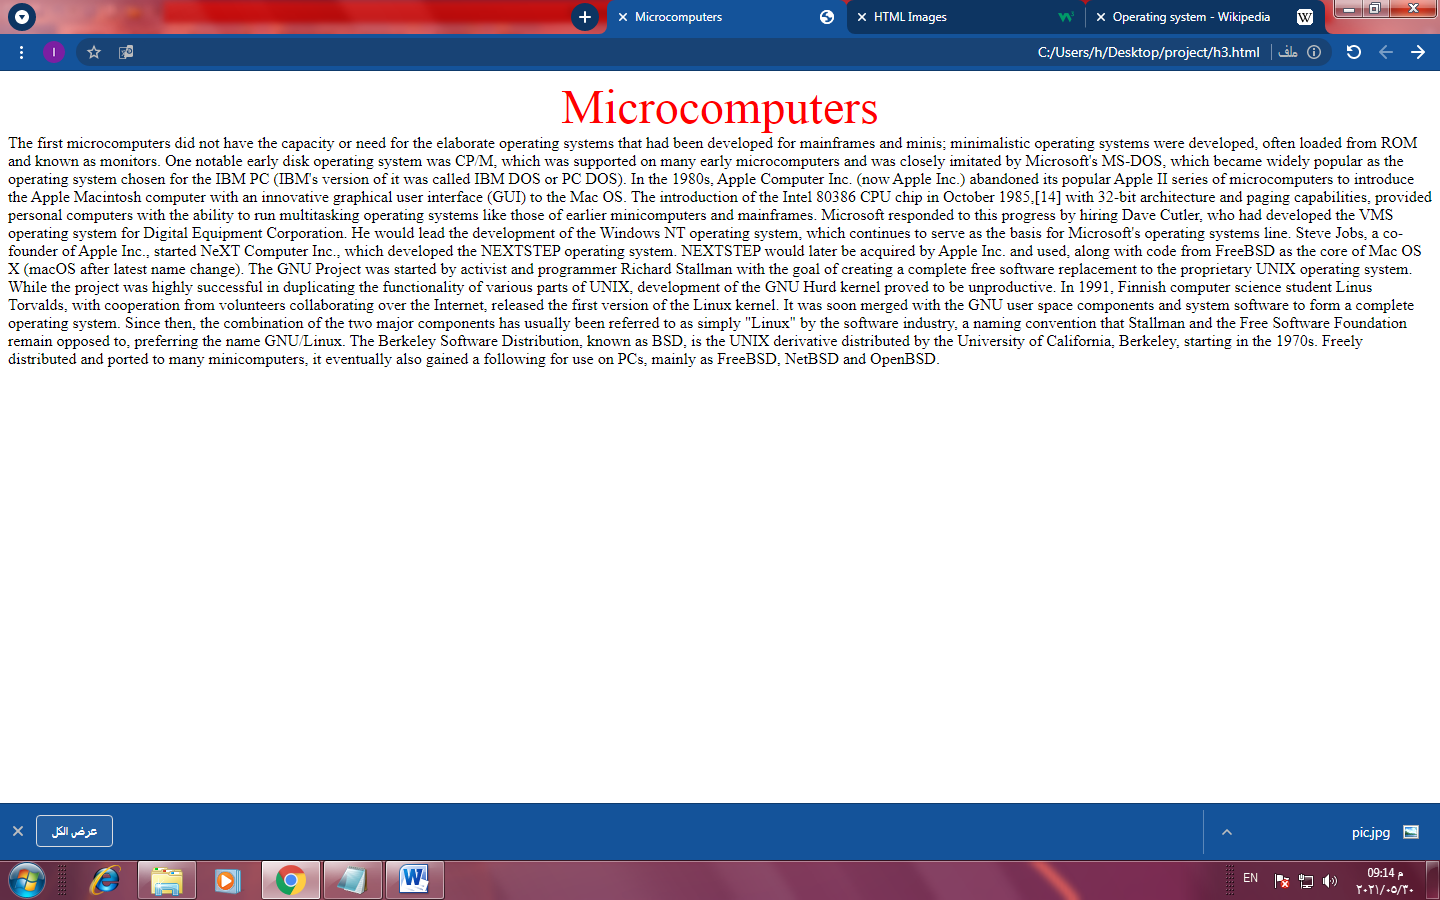 Microcomputers
HTML Images
Operating system - Wikipedia
W
I
C:/Users/h/Desktop/project/h3.html
ملف
Microcomputers
The first microcomputers did not have the capacity or need for the elaborate operating systems that had been developed for mainframes and minis; minimalistic operating systems were developed, often loaded from ROM
and known as monitors. One notable early disk operating system was CP/M, which was supported on many early microcomputers and was closely imitated by Microsoft's MS-DOS, which became widely popular as the
operating system chosen for the IBM PC (IBM's version of it was called IBM DOS or PC DOS). In the 1980s, Apple Computer Inc. (now Apple Inc.) abandoned its popular Apple II series of microcomputers to introduce
the Apple Macintosh computer with an innovative graphical user interface (GUI) to the Mac OS. The introduction of the Intel 80386 CPU chip in October 1985,[14] with 32-bit architecture and paging capabilities, provided
personal computers with the ability to run multitasking operating systems like those of earlier minicomputers and mainframes. Microsoft responded to this progress by hiring Dave Cutler, who had developed the VMS
operating system for Digital Equipment Corporation. He would lead the development of the Windows NT operating system, which continues to serve as the basis for Microsoft's operating systems line. Steve Jobs, a co-
founder of Apple Inc., started NeXT Computer Inc., which developed the NEXTSTEP operating system. NEXTSTEP would later be acquired by Apple Inc. and used, along with code from FreeBSD as the core of Mac OS
X (macOS after latest name change). The GNU Project was started by activist and programmer Richard Stallman with the goal of creating a complete free software replacement to the proprietary UNIX operating system.
While the project was highly successful in duplicating the functionality of various parts of UNIX, development of the GNU Hurd kernel proved to be unproductive. In 1991, Finnish computer science student Linus
Torvalds, with cooperation from volunteers collaborating over the Internet, released the first version of the Linux kernel. It was soon merged with the GNU user space components and system software to form a complete
operating system. Since then, the combination of the two major components has usually been referred to as simply "Linux" by the software industry, a naming convention that Stallman and the Free Software Foundation
remain opposed to, preferring the name GNU/Linux. The Berkeley Software Distribution, known as BSD, is the UNIX derivative distributed by the University of California, Berkeley, starting in the 1970s. Freely
distributed and ported to many minicomputers, it eventually also gained a following for use on PCs, mainly as FreeBSD, NetBSD and OpenBSD.
عرض الكل
pic.jpg
EN
09:14 م
٢٠٢١/٠٥/٣٠